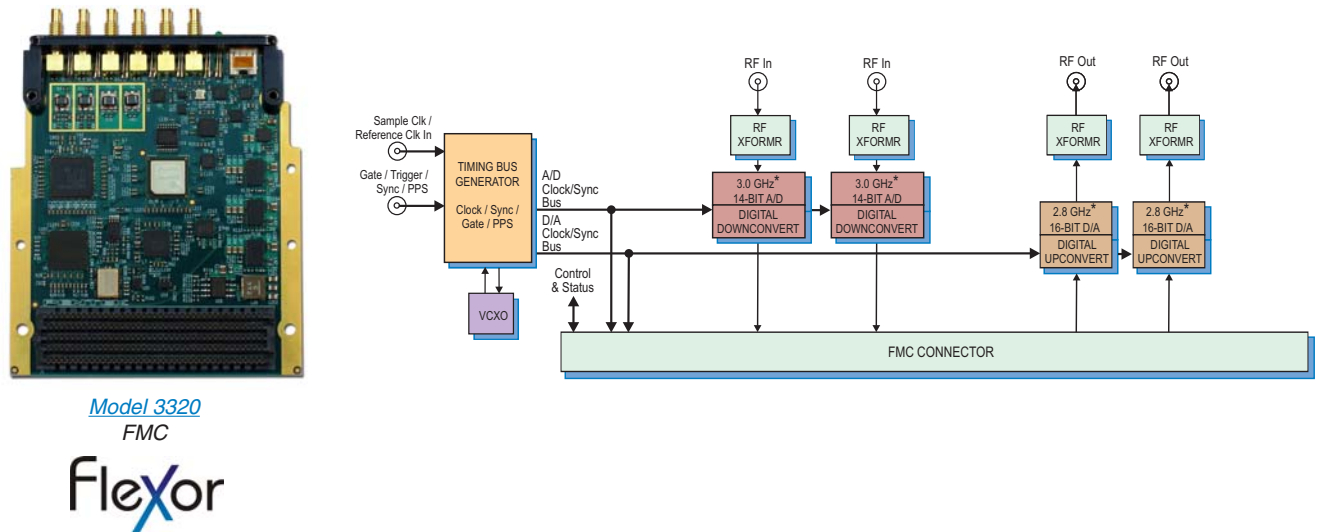 Model 3320
FMC
Flexor
Sample Clk /
Reference Clk In
Gate / Trigger /
Sync / PPS
TIMING BUS
GENERATOR
Clock / Sync /
Gate / PPS
VCXO
A/D
Clock/Sync
Bus
D/A
Clock/Sync
Bus
Control
& Status
RF In
RF
XFORMR
3.0 GHz*
14-BIT A/D
DIGITAL
DOWNCONVERT
RF In
RF
XFORMR
3.0 GHz*
14-BIT A/D
DIGITAL
DOWNCONVERT
RF Out
RF
XFORMR
2.8 GHz*
16-BIT D/A
DIGITAL
UPCONVERT
RF Out
RF
XFORMR
2.8 GHz*
16-BIT D/A
DIGITAL
UPCONVERT
FMC CONNECTOR